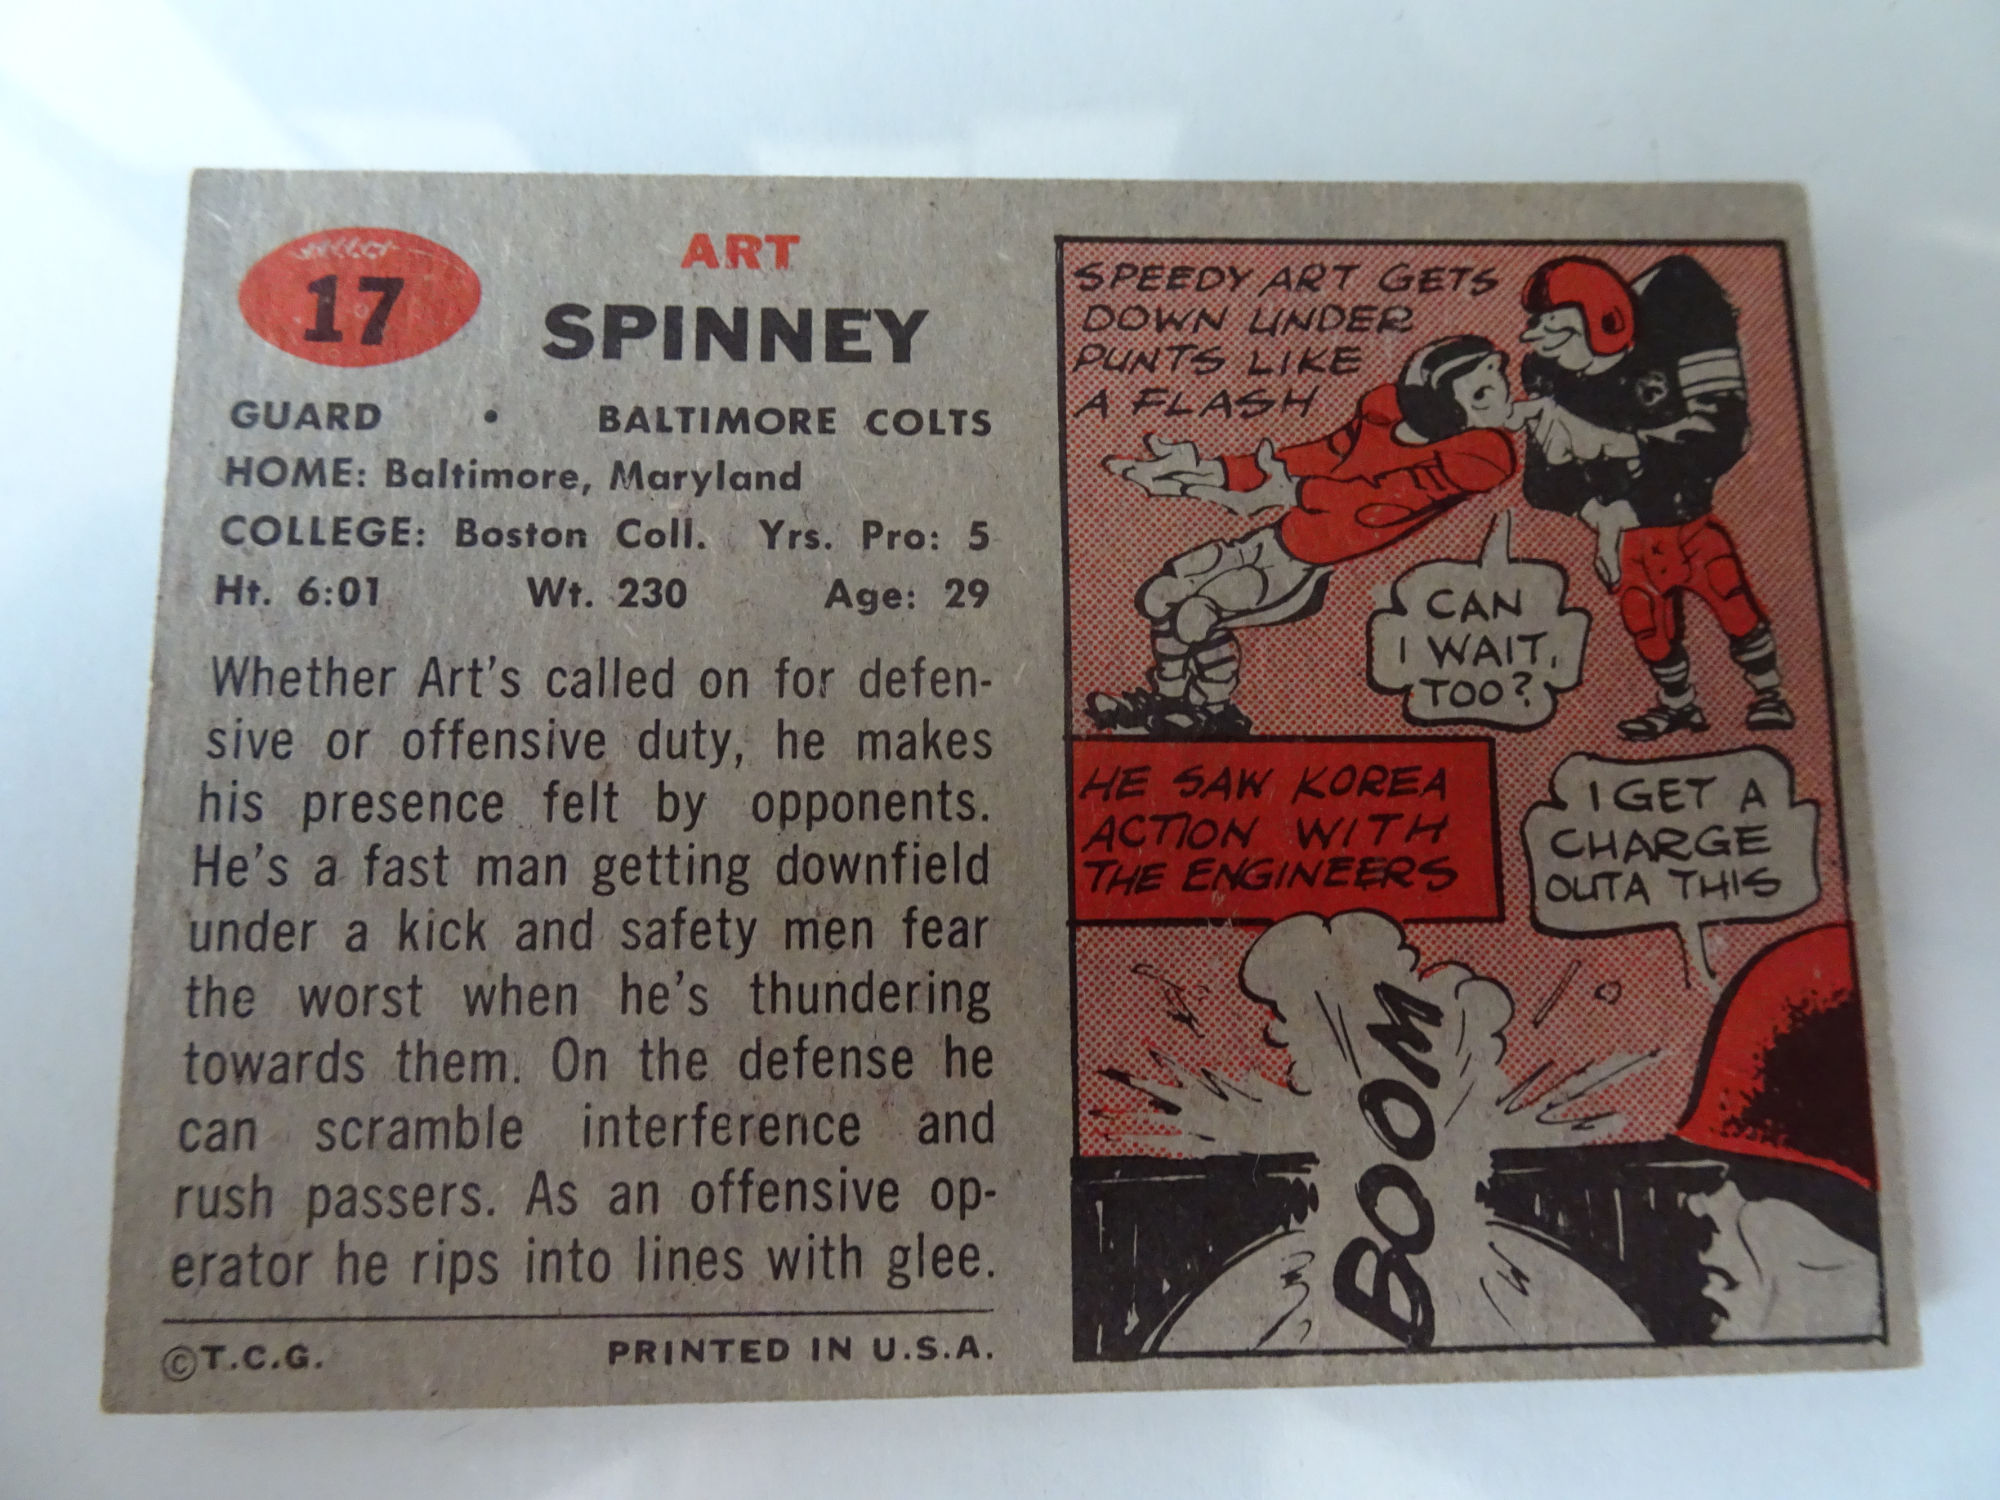 17
ART
SPINNEY
GUARD • BALTIMORE COLTS
HOME: Baltimore, Maryland
COLLEGE: Boston Coll. Yrs. Pro: 5
Ht. 6:01 Wt. 230 Age: 29
Whether Art's called on for defen-
sive or offensive duty, he makes
his presence felt by opponents.
He's a fast man getting downfield
under a kick and safety men fear
the worst when he's thundering
towards them. On the defense he
can scramble interference and
rush passers. As an offensive op-
erator he rips into lines with glee.
©T.C.G. PRINTED IN U.S.A.
SPEEDY ART GETS
DOWN UNDER
PUNTS LIKE
A FLASH
CAN
I WAIT,
TOO?
HE SAW KOREA
ACTION WITH
THE ENGINEERS
I GET A
CHARGE
OUTA THIS
BOOM